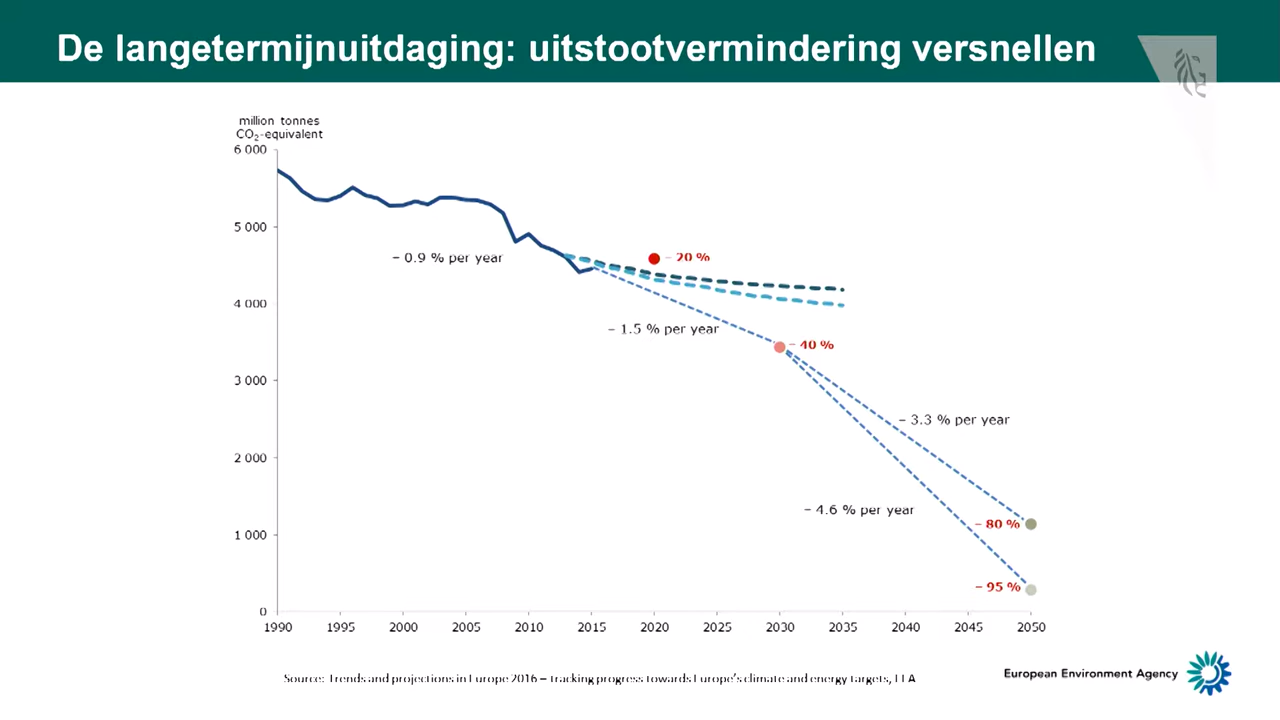 De langetermijnuitdaging: uitstootvermindering versnellen
million tonnes
CO₂-equivalent
6 000
5 000
4 000
3 000
2 000
1 000
0
– 0.9 % per year
– 20 %
– 1.5 % per year
– 40 %
– 3.3 % per year
– 4.6 % per year
– 80 %
– 95 %
1990 1995 2000 2005 2010 2015 2020 2025 2030 2035 2040 2045 2050
Source: Trends and projections in Europe 2016 – tracking progress towards Europe's climate and energy targets, EEA
European Environment Agency